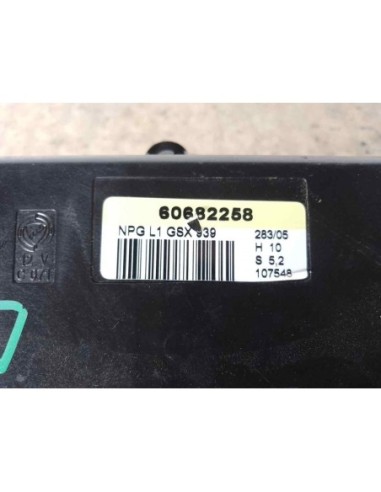 60682258
NPG L1 GSX 939
283/05
H 10
S 5,2
107548